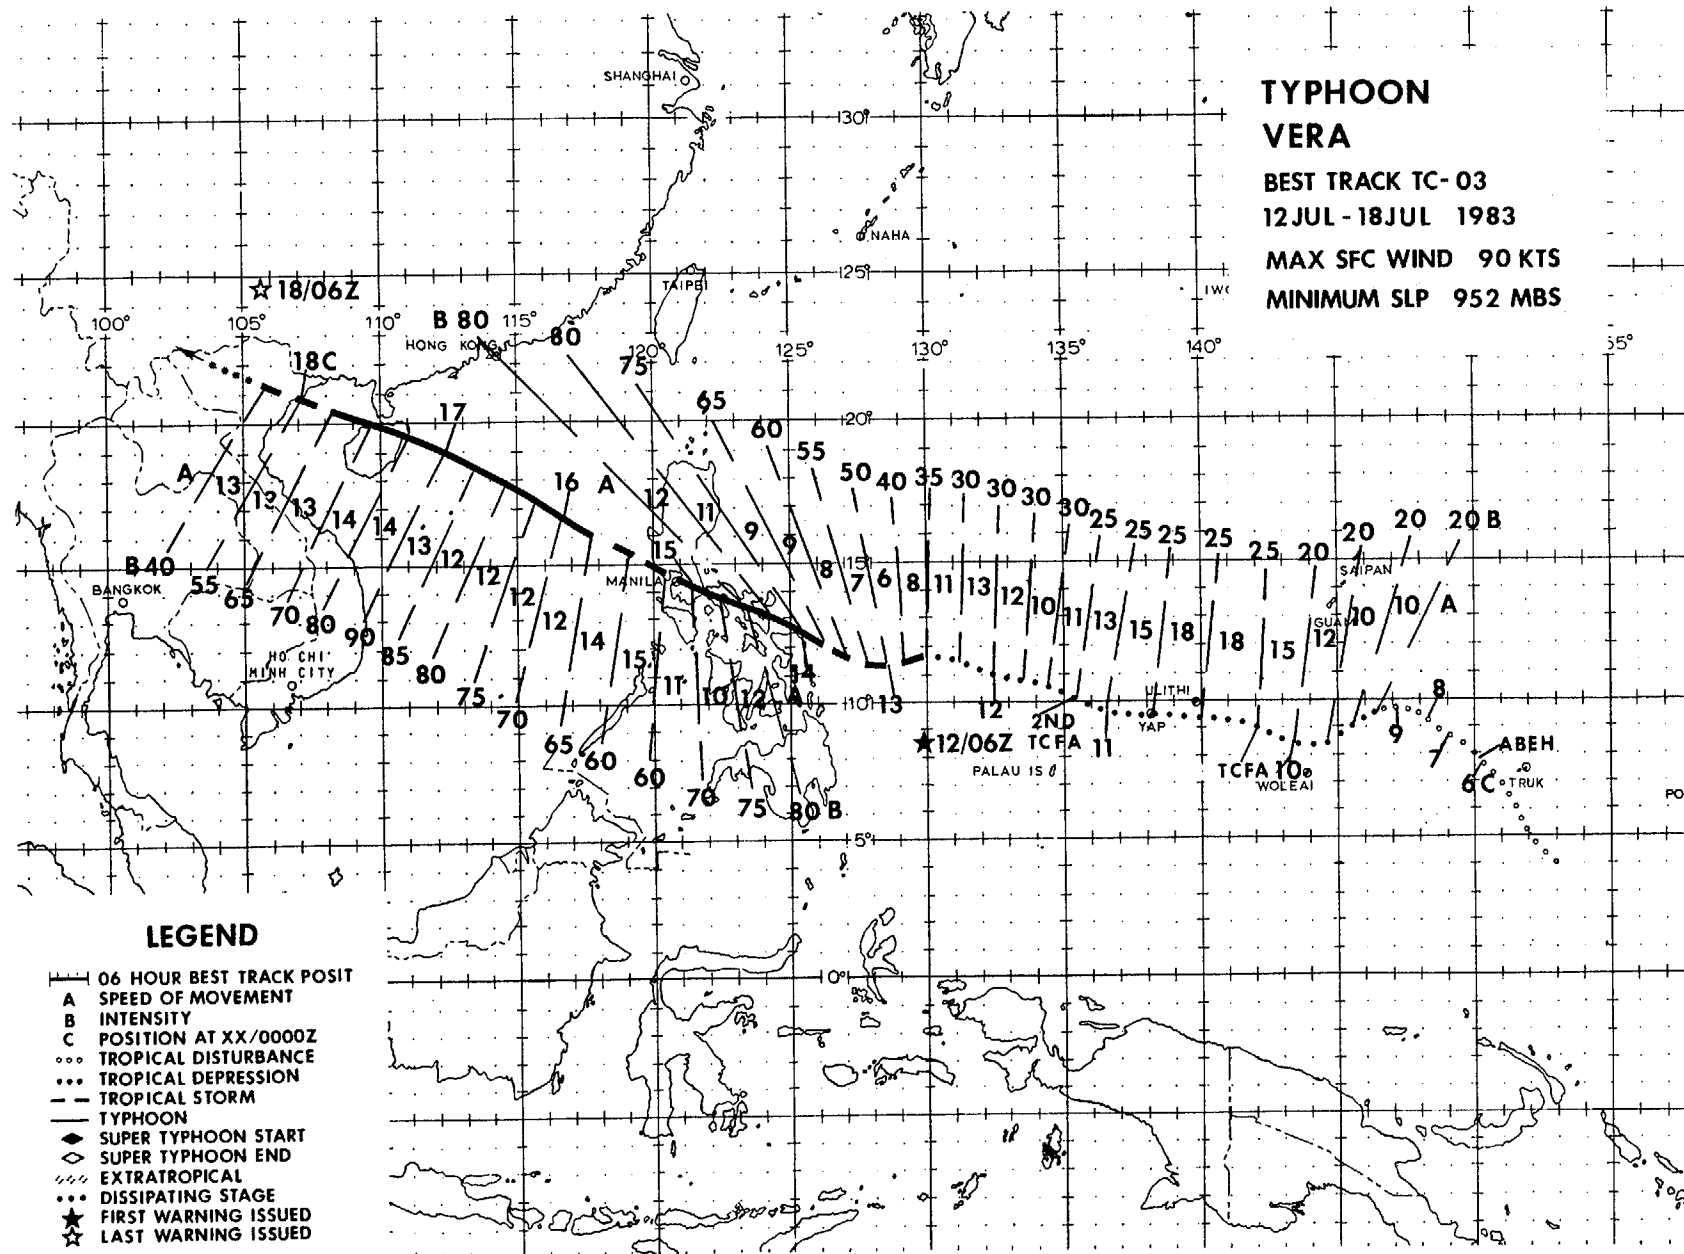 TYPHOON
VERA
BEST TRACK TC-03
12JUL-18JUL 1983
MAX SFC WIND 90 KTS
MINIMUM SLP 952 MBS
SHANGHAI
30°
NAHA
25°
TAIPEI
18/06Z
100° 105° 110° 115° 120° 125° 130° 135° 140° 55°
B 80 80 75 65 60 55 50 40 35 30 30 30 30 25 25 25 25 25 20 20 20 20 B
HONG KONG
18C
20°
17
16 A 12 11 9 9 8 7 6 8 11 13 12 10 11 13 15 18 18 15 12 10 10 A
A 13 13 13 14 14 13 12 12 12 12 14 15 11 10 12 14
A
15
15°
SAIPAN
GUAM
MANILA
BANGKOK
B 40 55 65 70 80 90 85 80 75 70 65 60 60 70 75 80 B
HO CHI
MINH CITY
10°
13
12
2ND
TCFA
11
ULITHI
YAP
12/06Z
PALAU IS
TCFA 10
WOLEAI
9
8
7
ABEH
6C
TRUK
PO
5°
0°
LEGEND
06 HOUR BEST TRACK POSIT
A SPEED OF MOVEMENT
B INTENSITY
C POSITION AT XX/0000Z
TROPICAL DISTURBANCE
TROPICAL DEPRESSION
TROPICAL STORM
TYPHOON
SUPER TYPHOON START
SUPER TYPHOON END
EXTRATROPICAL
DISSIPATING STAGE
FIRST WARNING ISSUED
LAST WARNING ISSUED